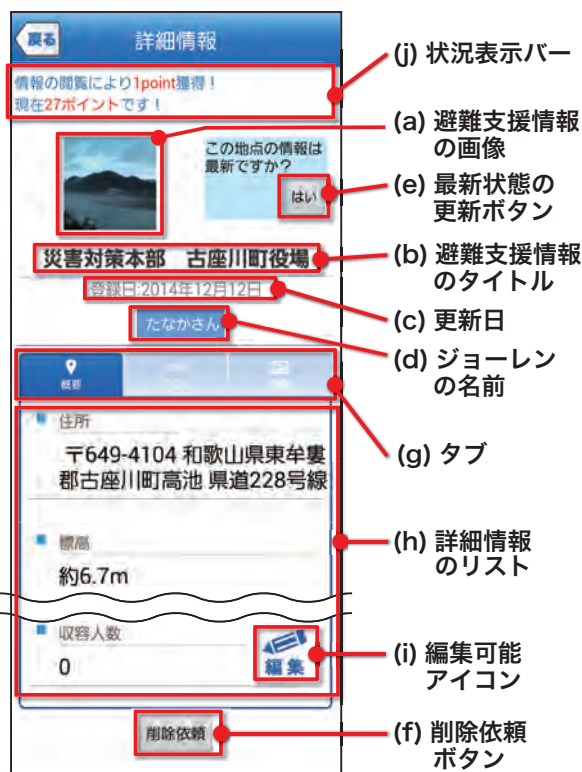 戻る
詳細情報
情報の閲覧により1point獲得！
現在27ポイントです！
この地点の情報は
最新ですか？
はい
災害対策本部 古座川町役場
登録日:2014年12月12日
たなかさん
概要
住所
〒649-4104 和歌山県東牟婁
郡古座川町高池 県道228号線
標高
約6.7m
収容人数
0
編集
削除依頼
(j) 状況表示バー
(a) 避難支援情報
の画像
(e) 最新状態の
更新ボタン
(b) 避難支援情報
のタイトル
(c) 更新日
(d) ジョーレン
の名前
(g) タブ
(h) 詳細情報
のリスト
(i) 編集可能
アイコン
(f) 削除依頼
ボタン